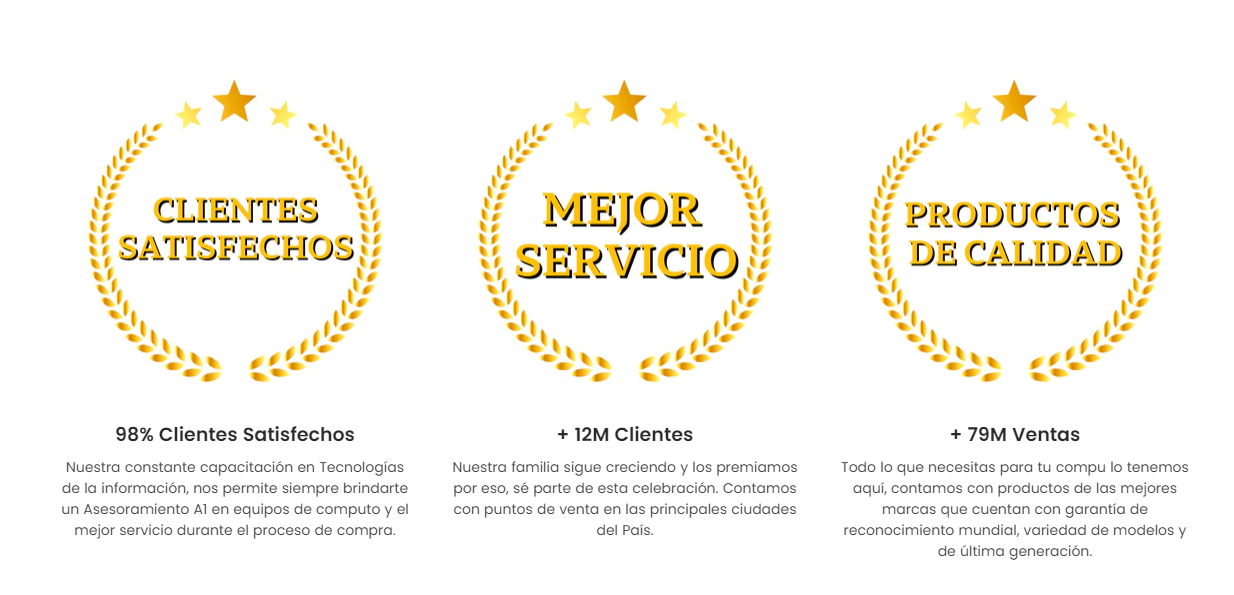 CLIENTES
SATISFECHOS
98% Clientes Satisfechos
Nuestra constante capacitación en Tecnologías
de la información, nos permite siempre brindarte
un Asesoramiento A1 en equipos de computo y el
mejor servicio durante el proceso de compra.
MEJOR
SERVICIO
+ 12M Clientes
Nuestra familia sigue creciendo y los premiamos
por eso, sé parte de esta celebración. Contamos
con puntos de venta en las principales ciudades
del País.
PRODUCTOS
DE CALIDAD
+ 79M Ventas
Todo lo que necesitas para tu compu lo tenemos
aquí, contamos con productos de las mejores
marcas que cuentan con garantía de
reconocimiento mundial, variedad de modelos y
de última generación.